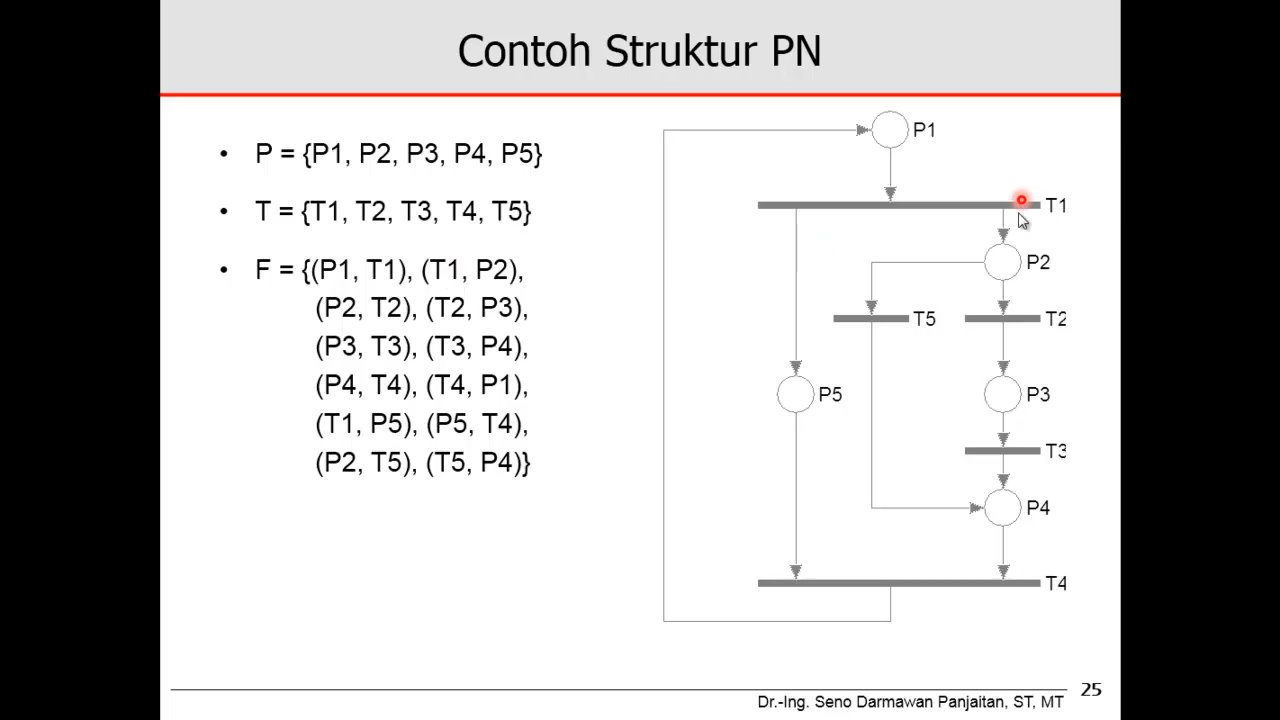 Contoh Struktur PN
• P = {P1, P2, P3, P4, P5}
• T = {T1, T2, T3, T4, T5}
• F = {(P1, T1), (T1, P2),
(P2, T2), (T2, P3),
(P3, T3), (T3, P4),
(P4, T4), (T4, P1),
(T1, P5), (P5, T4),
(P2, T5), (T5, P4)}
P1
T1
P2
T5
T2
P5
P3
T3
P4
T4
25
Dr.-Ing. Seno Darmawan Panjaitan, ST, MT